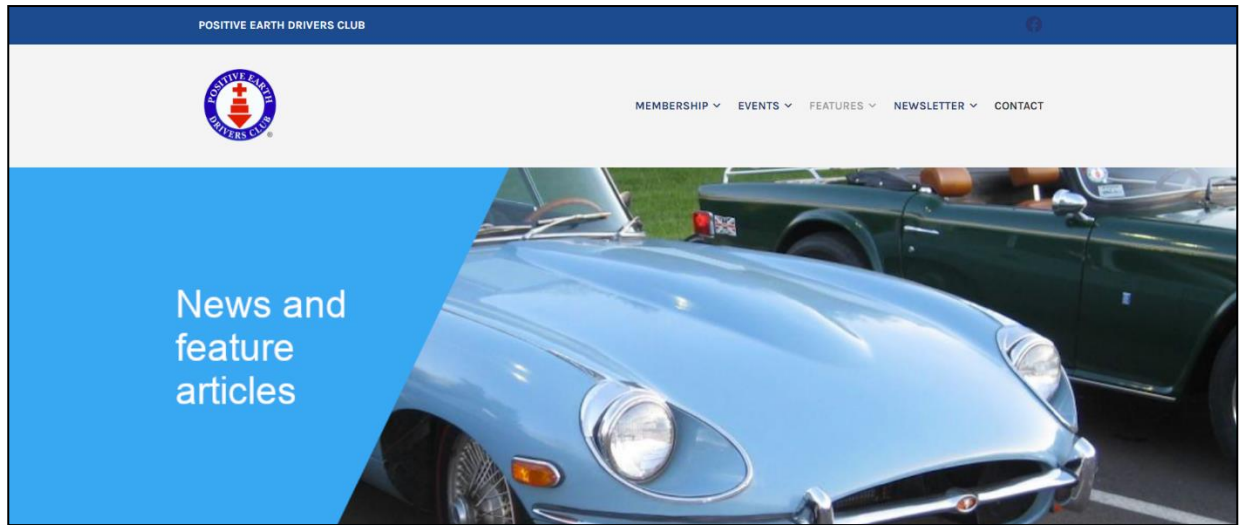 POSITIVE EARTH DRIVERS CLUB
POSITIVE EARTH
DRIVERS CLUB
®
MEMBERSHIP EVENTS FEATURES NEWSLETTER CONTACT
News and
feature
articles